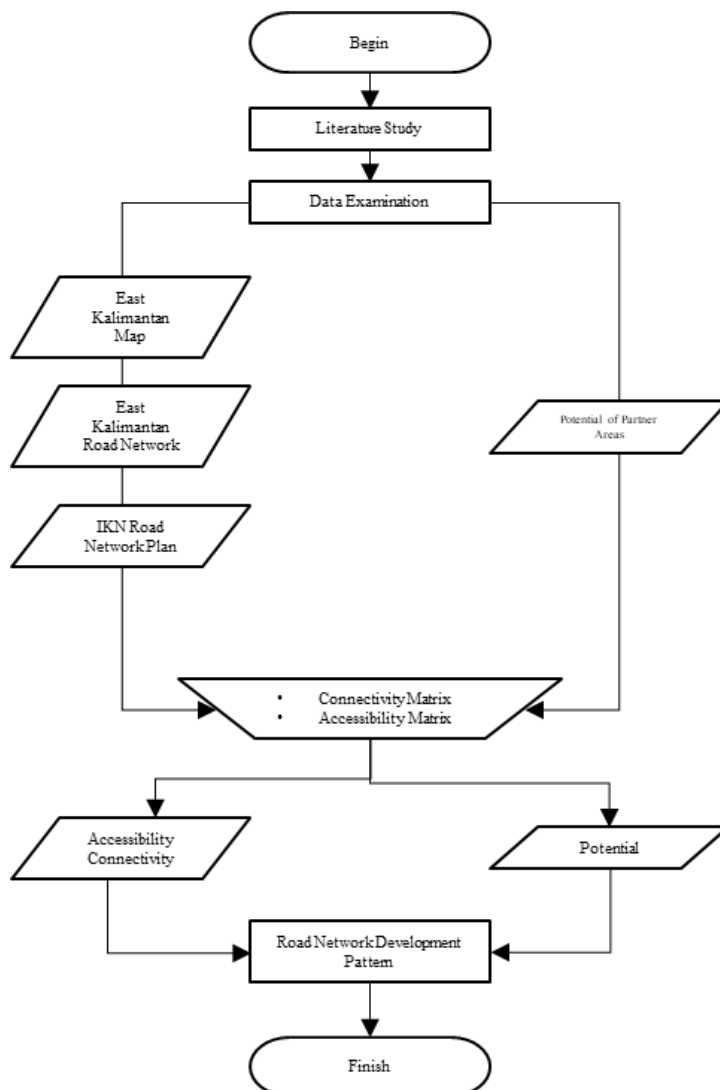 Begin
Literature Study
Data Examination
East
Kalimantan
Map
East
Kalimantan
Road Network
Potential of Partner
Areas
IKN Road
Network Plan
• Connectivity Matrix
• Accessibility Matrix
Accessibility
Connectivity
Potential
Road Network Development
Pattern
Finish